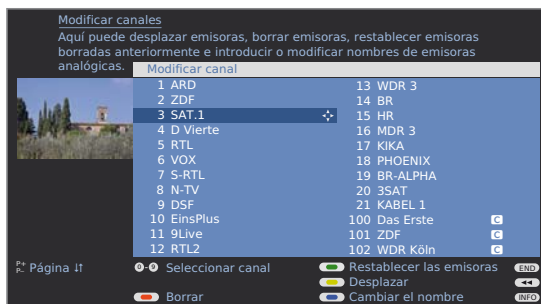 Modificar canales
Aquí puede desplazar emisoras, borrar emisoras, restablecer emisoras
borradas anteriormente e introducir o modificar nombres de emisoras
analógicas.
Modificar canal
1 ARD
2 ZDF
3 SAT.1
4 D Vierte
5 RTL
6 VOX
7 S-RTL
8 N-TV
9 DSF
10 EinsPlus
11 9Live
12 RTL2
13 WDR 3
14 BR
15 HR
16 MDR 3
17 KIKA
18 PHOENIX
19 BR-ALPHA
20 3SAT
21 KABEL 1
100 Das Erste C
101 ZDF C
102 WDR Köln C
P+ P− Página
0-9 Seleccionar canal
Borrar
Restablecer las emisoras END
Desplazar
Cambiar el nombre INFO